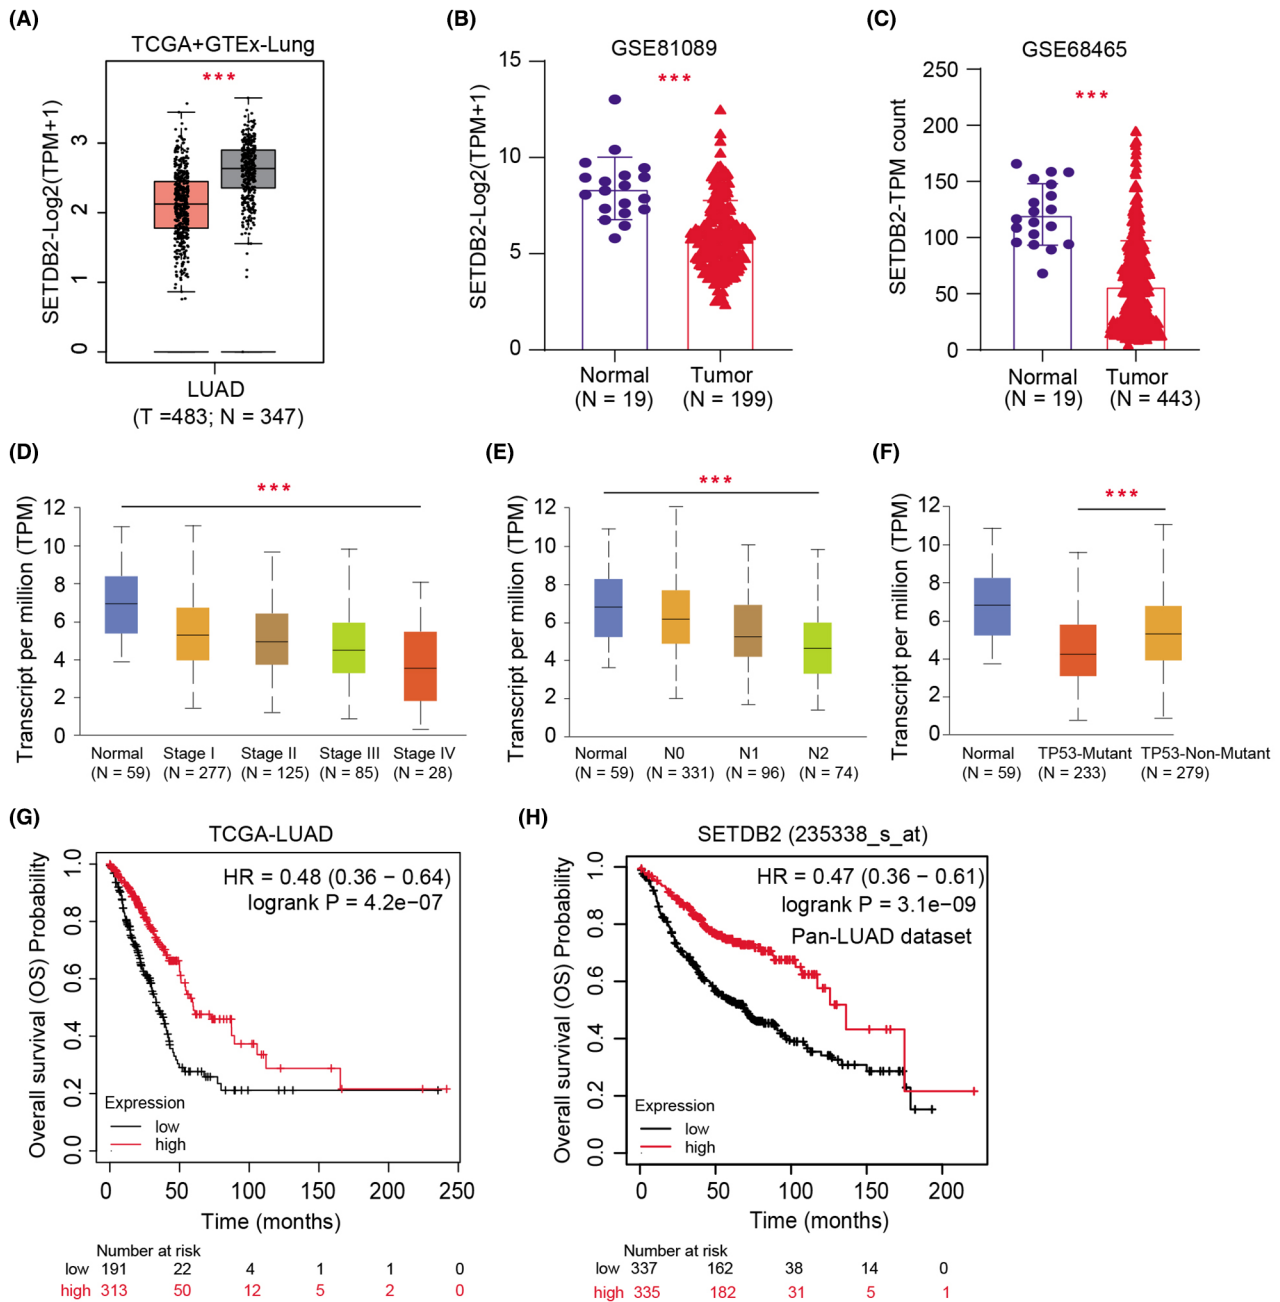 (A)
TCGA+GTEx-Lung
***
SETDB2-Log2(TPM+1)
3
2
1
0
LUAD
(T =483; N = 347)
(B)
GSE81089
***
SETDB2-Log2(TPM+1)
15
10
5
0
Normal
(N = 19)
Tumor
(N = 199)
(C)
GSE68465
***
SETDB2-TPM count
250
200
150
100
50
0
Normal
(N = 19)
Tumor
(N = 443)
(D)
***
Transcript per million (TPM)
12
10
8
6
4
2
0
Normal
(N = 59)
Stage I
(N = 277)
Stage II
(N = 125)
Stage III
(N = 85)
Stage IV
(N = 28)
(E)
***
Transcript per million (TPM)
12
10
8
6
4
2
0
Normal
(N = 59)
N0
(N = 331)
N1
(N = 96)
N2
(N = 74)
(F)
***
Transcript per million (TPM)
12
10
8
6
4
2
0
Normal
(N = 59)
TP53-Mutant
(N = 233)
TP53-Non-Mutant
(N = 279)
(G)
TCGA-LUAD
HR = 0.48 (0.36 − 0.64)
logrank P = 4.2e−07
Overall survival (OS) Probability
1.0
0.8
0.6
0.4
0.2
0.0
Expression
low
high
0 50 100 150 200 250
Time (months)
Number at risk
low 191 22 4 1 1 0
high 313 50 12 5 2 0
(H)
SETDB2 (235338_s_at)
HR = 0.47 (0.36 − 0.61)
logrank P = 3.1e−09
Pan-LUAD dataset
Overall survival (OS) Probability
1.0
0.8
0.6
0.4
0.2
0.0
Expression
low
high
0 50 100 150 200
Time (months)
Number at risk
low 337 162 38 14 0
high 335 182 31 5 1